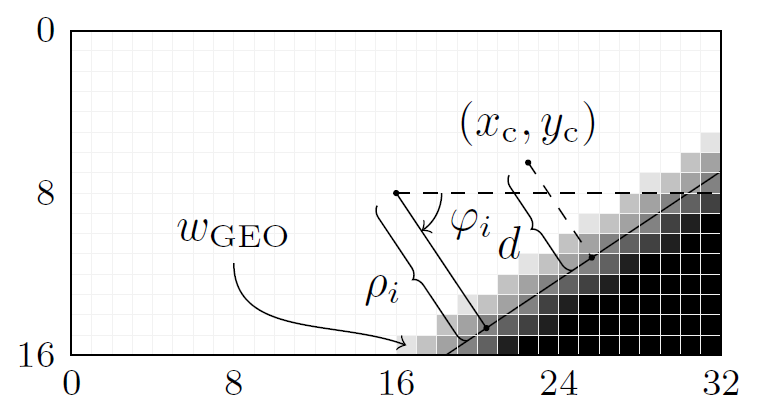 0
(x_c, y_c)
8
w_GEO
φ_i
d
ρ_i
16
0 8 16 24 32